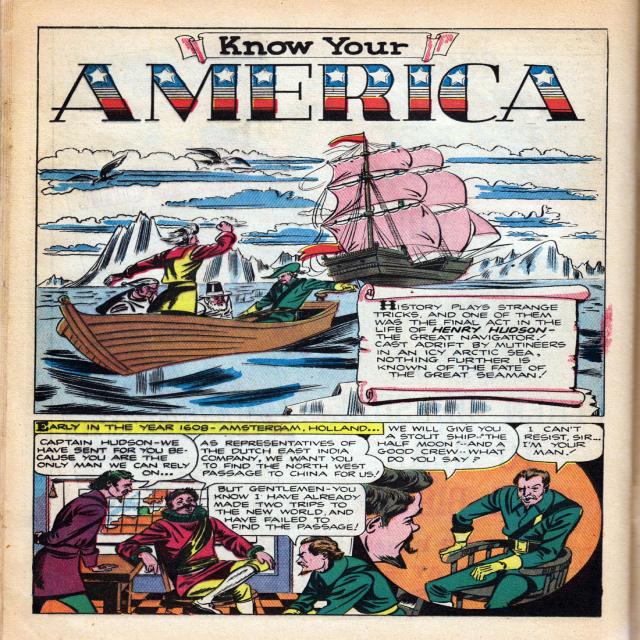 Know Your
AMERICA
HISTORY PLAYS STRANGE
TRICKS, AND ONE OF THEM
WAS THE FINAL ACT IN THE
LIFE OF HENRY HUDSON-
THE GREAT NAVIGATOR.
CAST ADRIFT BY MUTINEERS
IN AN ICY ARCTIC SEA,
NOTHING FURTHER IS
KNOWN OF THE FATE OF
THE GREAT SEAMAN!
EARLY IN THE YEAR 1608-AMSTERDAM, HOLLAND...
CAPTAIN HUDSON-WE
HAVE SENT FOR YOU BE-
CAUSE YOU ARE THE
ONLY MAN WE CAN RELY
ON...
AS REPRESENTATIVES OF
THE DUTCH EAST INDIA
COMPANY, WE WANT YOU
TO FIND THE NORTH WEST
PASSAGE TO CHINA FOR US!
BUT GENTLEMEN-YOU
KNOW I HAVE ALREADY
MADE TWO TRIPS TO
THE NEW WORLD, AND
HAVE FAILED TO
FIND THE PASSAGE!
WE WILL GIVE YOU
A STOUT SHIP-"THE
HALF MOON"-AND A
GOOD CREW--WHAT
DO YOU SAY?
I CAN'T
RESIST, SIR...
I'M YOUR
MAN!